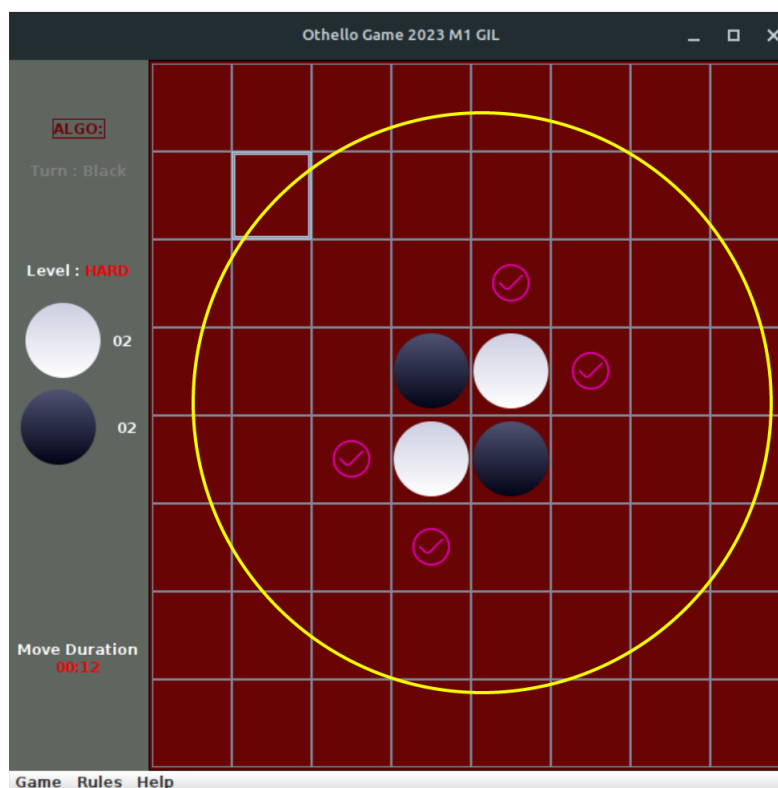 Othello Game 2023 M1 GIL
ALGO:
Turn : Black
Level : HARD
02
02
Move Duration
00:12
Game Rules Help